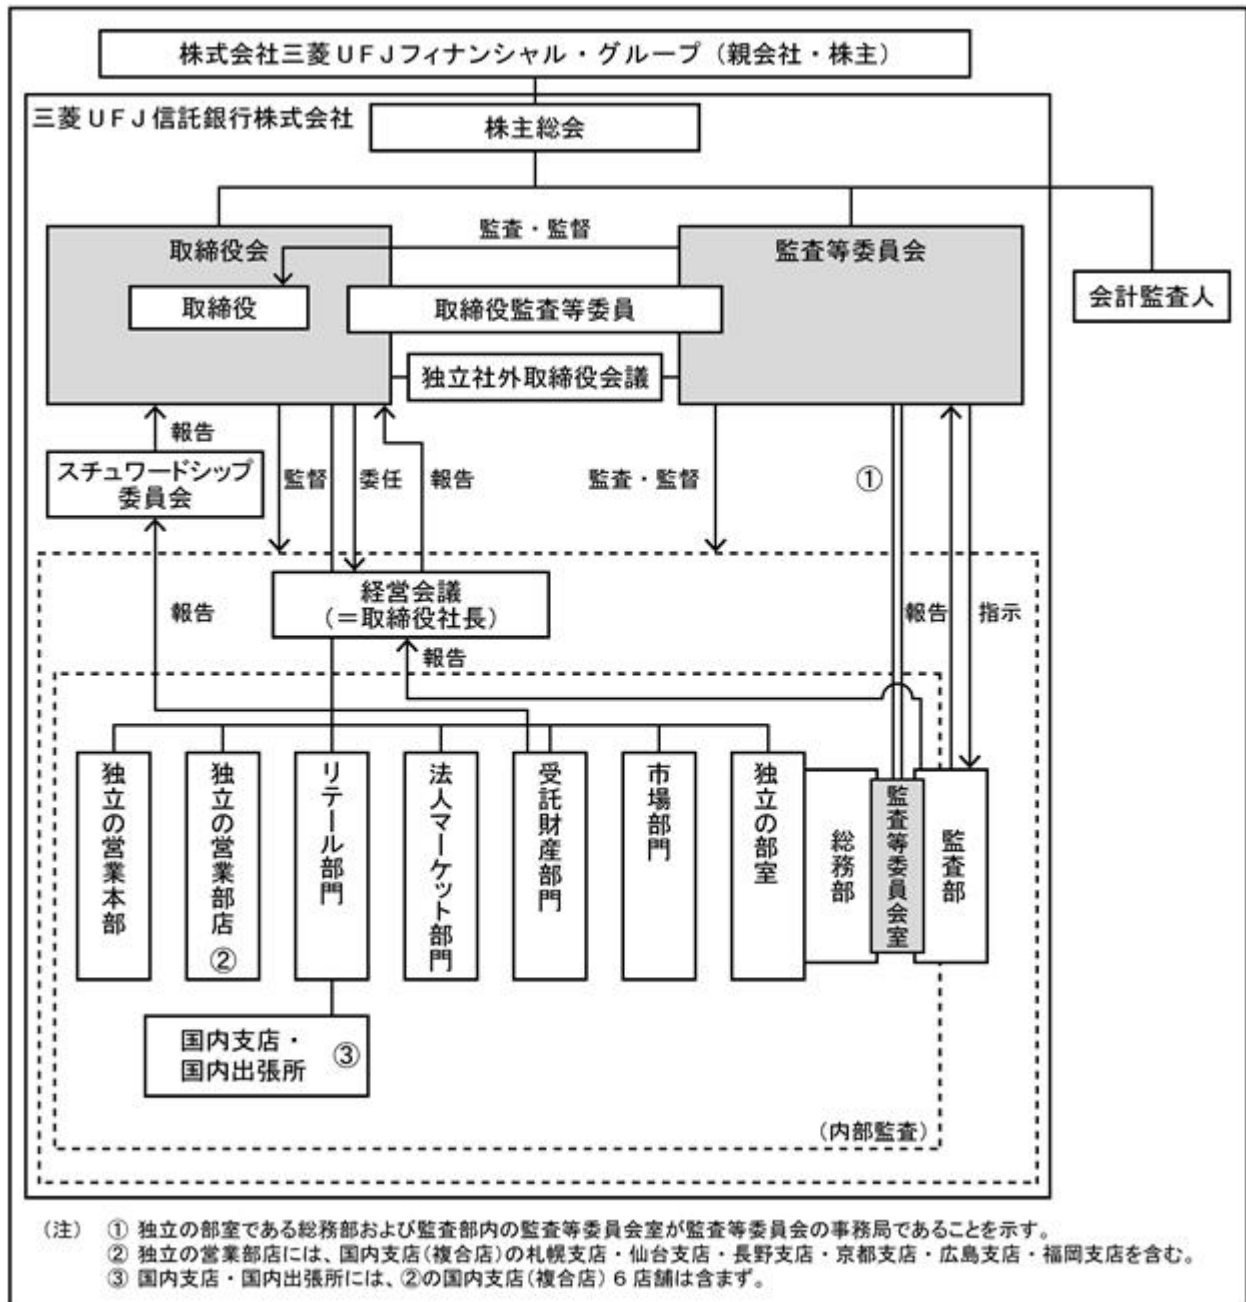 株式会社三菱UFJフィナンシャル・グループ（親会社・株主）
三菱UFJ信託銀行株式会社
株主総会
取締役会
監査・監督
監査等委員会
取締役
取締役監査等委員
会計監査人
独立社外取締役会議
報告
スチュワードシップ
委員会
監督
委任
報告
監査・監督
①
経営会議
（＝取締役社長）
報告
報告
指示
報告
独立の営業本部
独立の営業部店
②
リテール部門
法人マーケット部門
受託財産部門
市場部門
独立の部室
総務部
監査等委員会室
監査部
国内支店・
国内出張所
③
（内部監査）
（注） ① 独立の部室である総務部および監査部内の監査等委員会室が監査等委員会の事務局であることを示す。
② 独立の営業部店には、国内支店（複合店）の札幌支店・仙台支店・長野支店・京都支店・広島支店・福岡支店を含む。
③ 国内支店・国内出張所には、②の国内支店（複合店）６店舗は含まず。